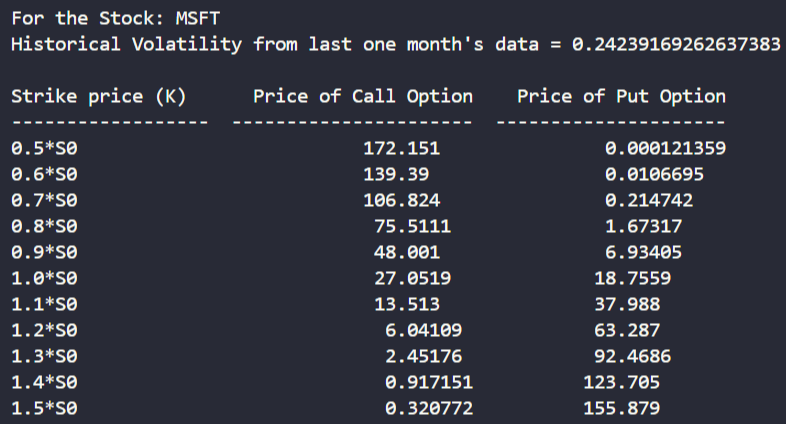 For the Stock: MSFT
Historical Volatility from last one month's data = 0.24239169262637383
Strike price (K) Price of Call Option Price of Put Option
------------------ ---------------------- ---------------------
0.5*S0 172.151 0.000121359
0.6*S0 139.39 0.0106695
0.7*S0 106.824 0.214742
0.8*S0 75.5111 1.67317
0.9*S0 48.001 6.93405
1.0*S0 27.0519 18.7559
1.1*S0 13.513 37.988
1.2*S0 6.04109 63.287
1.3*S0 2.45176 92.4686
1.4*S0 0.917151 123.705
1.5*S0 0.320772 155.879